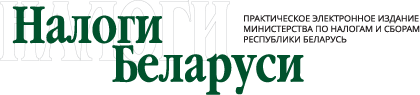 Налоги
Беларуси
ПРАКТИЧЕСКОЕ ЭЛЕКТРОННОЕ ИЗДАНИЕ
МИНИСТЕРСТВА ПО НАЛОГАМ И СБОРАМ
РЕСПУБЛИКИ БЕЛАРУСЬ